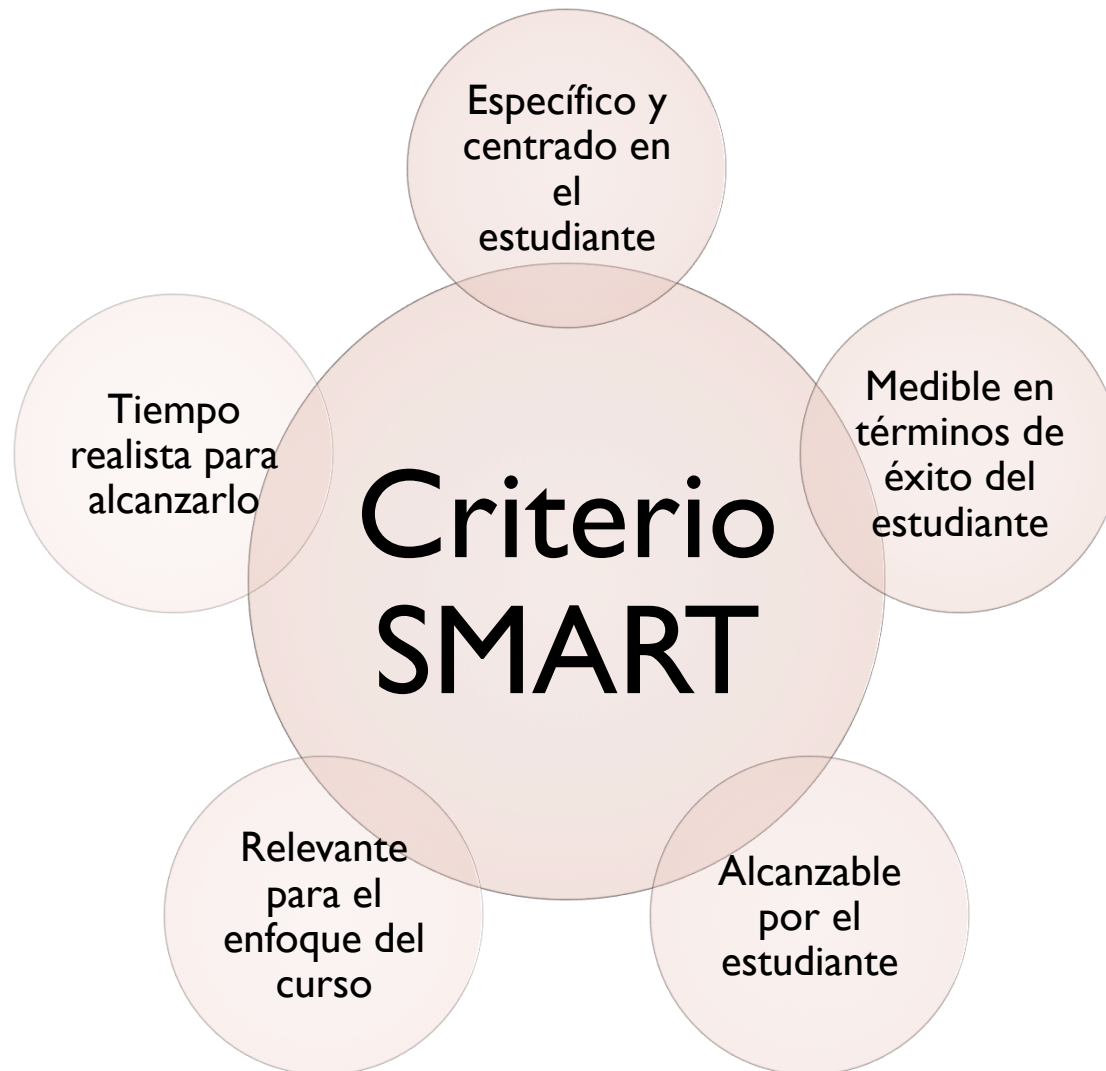 Específico y
centrado en
el
estudiante
Medible en
términos de
éxito del
estudiante
Alcanzable
por el
estudiante
Relevante
para el
enfoque del
curso
Tiempo
realista para
alcanzarlo
Criterio
SMART